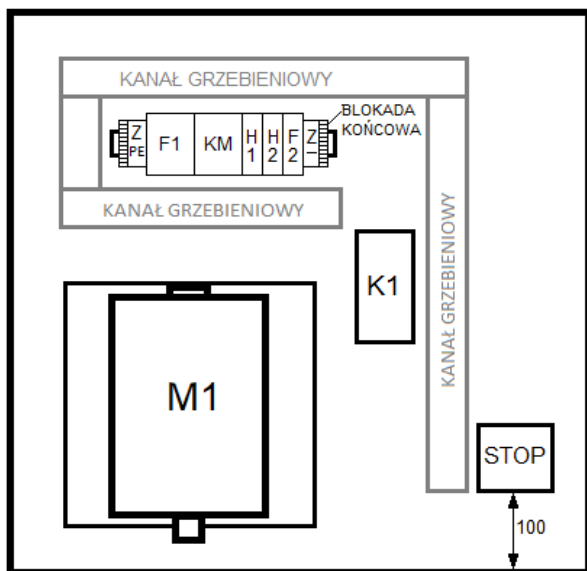 KANAŁ GRZEBIENIOWY
BLOKADA
KOŃCOWA
Z
PE
F1
KM
H
1
H
2
F
2
Z
–
KANAŁ GRZEBIENIOWY
KANAŁ GRZEBIENIOWY
K1
M1
STOP
100